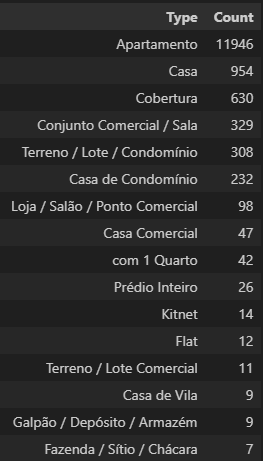 Type Count
Apartamento 11946
Casa 954
Cobertura 630
Conjunto Comercial / Sala 329
Terreno / Lote / Condomínio 308
Casa de Condomínio 232
Loja / Salão / Ponto Comercial 98
Casa Comercial 47
com 1 Quarto 42
Prédio Inteiro 26
Kitnet 14
Flat 12
Terreno / Lote Comercial 11
Casa de Vila 9
Galpão / Depósito / Armazém 9
Fazenda / Sítio / Chácara 7